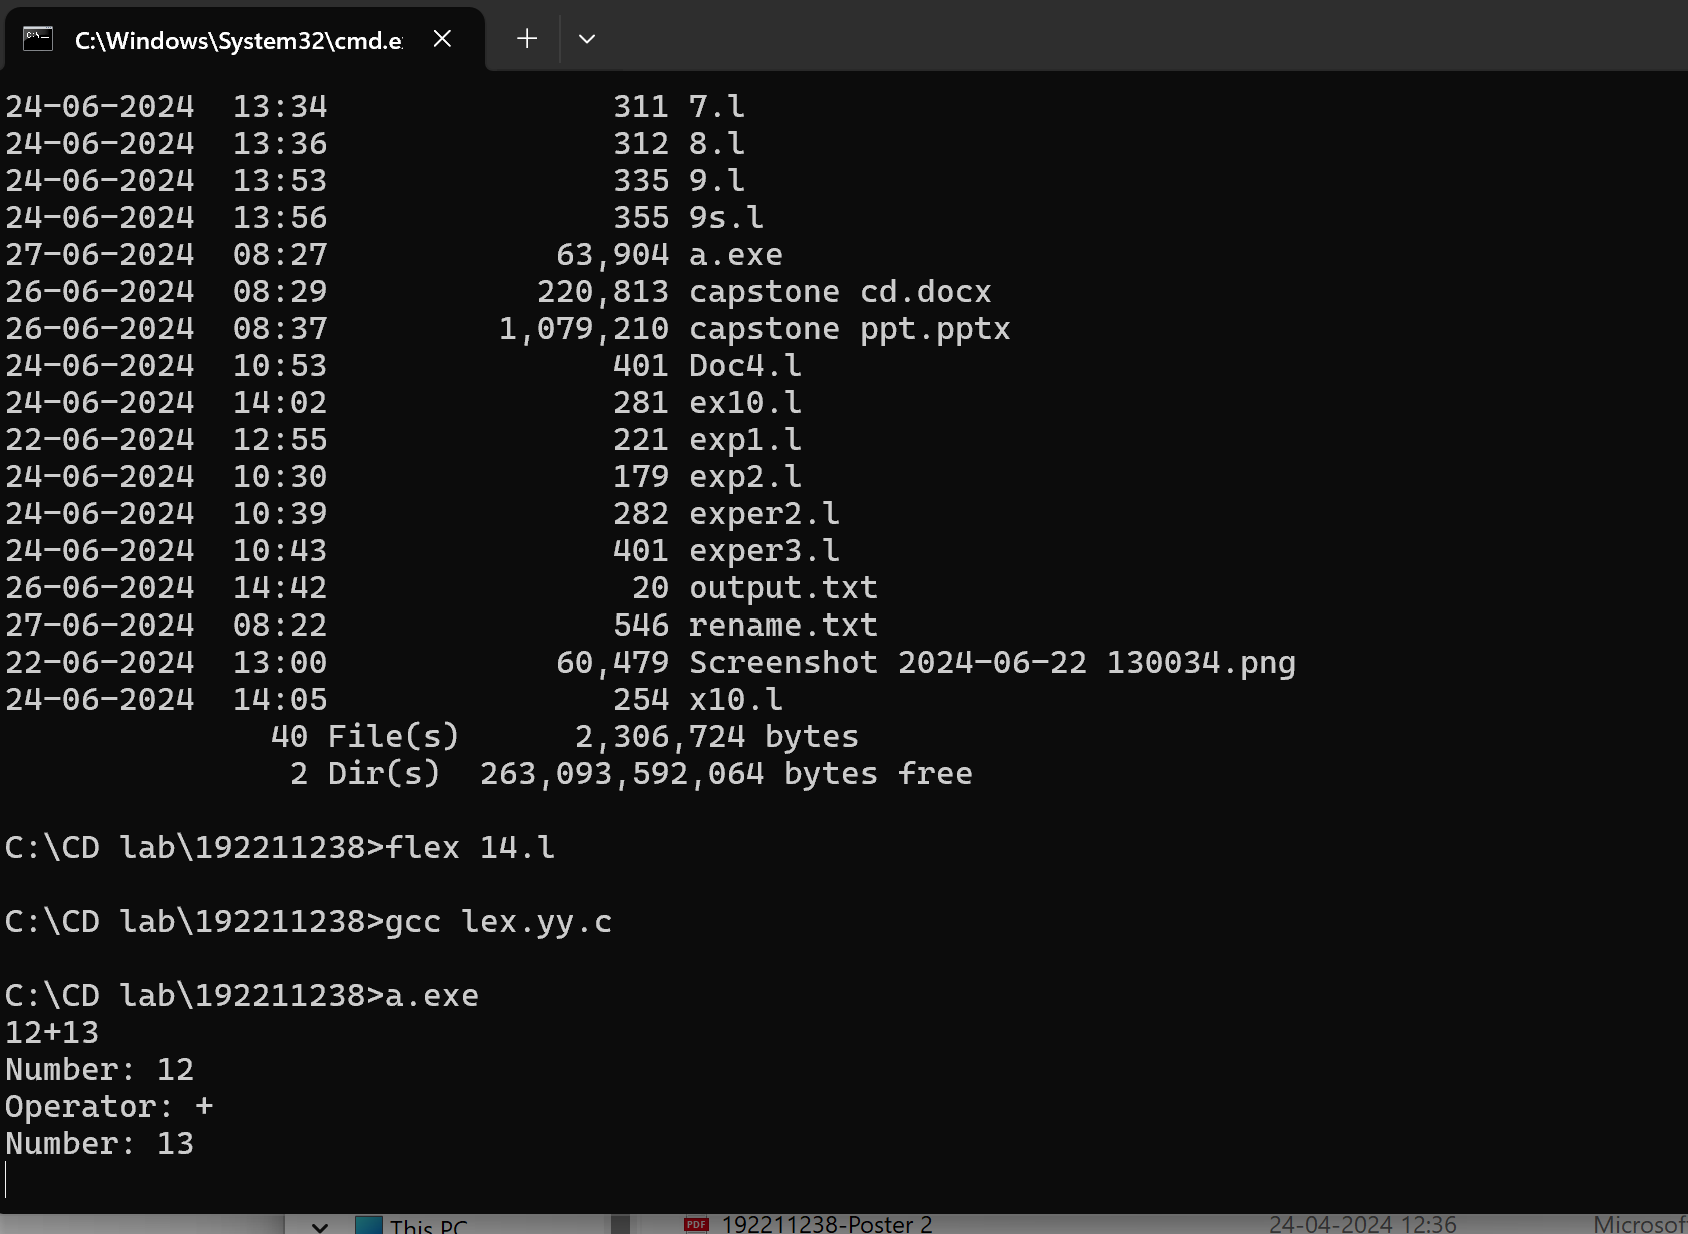 C:\Windows\System32\cmd.e
24-06-2024  13:34               311 7.l
24-06-2024  13:36               312 8.l
24-06-2024  13:53               335 9.l
24-06-2024  13:56               355 9s.l
27-06-2024  08:27            63,904 a.exe
26-06-2024  08:29           220,813 capstone cd.docx
26-06-2024  08:37         1,079,210 capstone ppt.pptx
24-06-2024  10:53               401 Doc4.l
24-06-2024  14:02               281 ex10.l
22-06-2024  12:55               221 exp1.l
24-06-2024  10:30               179 exp2.l
24-06-2024  10:39               282 exper2.l
24-06-2024  10:43               401 exper3.l
26-06-2024  14:42                20 output.txt
27-06-2024  08:22               546 rename.txt
22-06-2024  13:00            60,479 Screenshot 2024-06-22 130034.png
24-06-2024  14:05               254 x10.l
40 File(s)      2,306,724 bytes
2 Dir(s)  263,093,592,064 bytes free
C:\CD lab\192211238>flex 14.l
C:\CD lab\192211238>gcc lex.yy.c
C:\CD lab\192211238>a.exe
12+13
Number: 12
Operator: +
Number: 13
This PC PDF 192211238-Poster 2 24-04-2024 12:36 Microsof